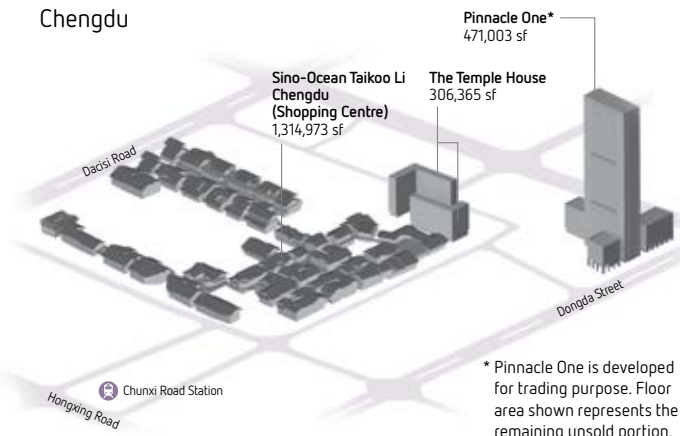 Chengdu
Pinnacle One*
471,003 sf
Sino-Ocean Taikoo Li
Chengdu
(Shopping Centre)
1,314,973 sf
The Temple House
306,365 sf
Dacisi Road
Dongda Street
Chunxi Road Station
Hongxing Road
* Pinnacle One is developed
for trading purpose. Floor
area shown represents the
remaining unsold portion.